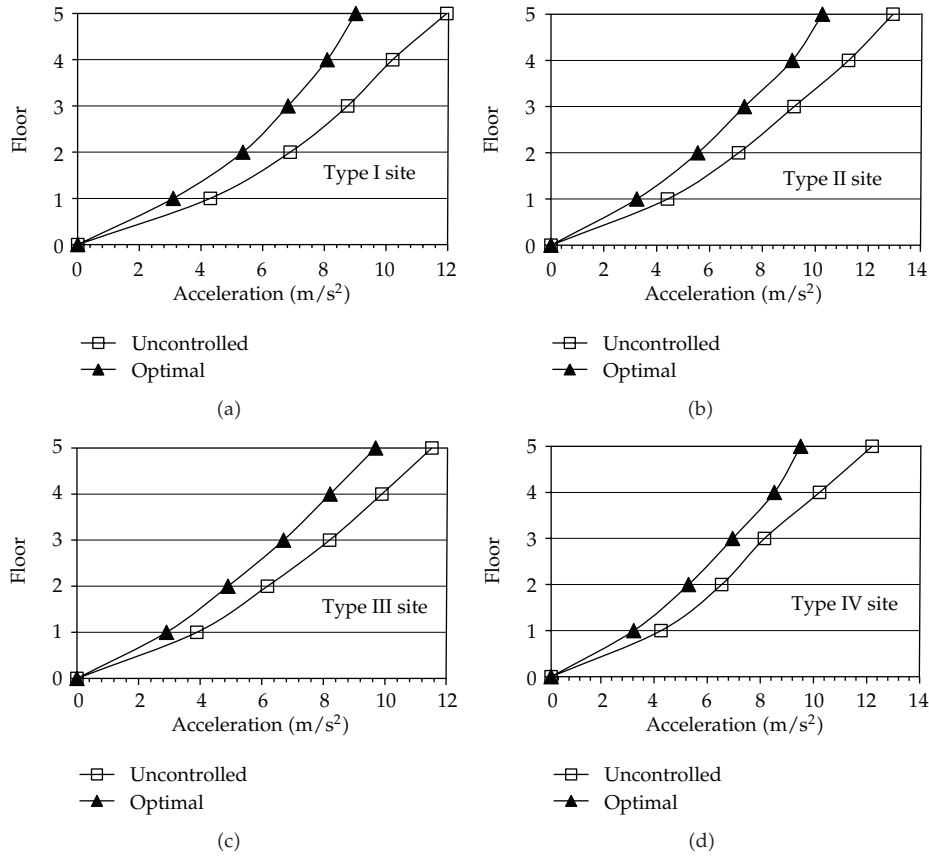 5
4
3
2
1
0
Floor
Type I site
0 2 4 6 8 10 12
Acceleration (m/s²)
Uncontrolled
Optimal
(a)
5
4
3
2
1
0
Floor
Type II site
0 2 4 6 8 10 12 14
Acceleration (m/s²)
Uncontrolled
Optimal
(b)
5
4
3
2
1
0
Floor
Type III site
0 2 4 6 8 10 12
Acceleration (m/s²)
Uncontrolled
Optimal
(c)
5
4
3
2
1
0
Floor
Type IV site
0 2 4 6 8 10 12 14
Acceleration (m/s²)
Uncontrolled
Optimal
(d)